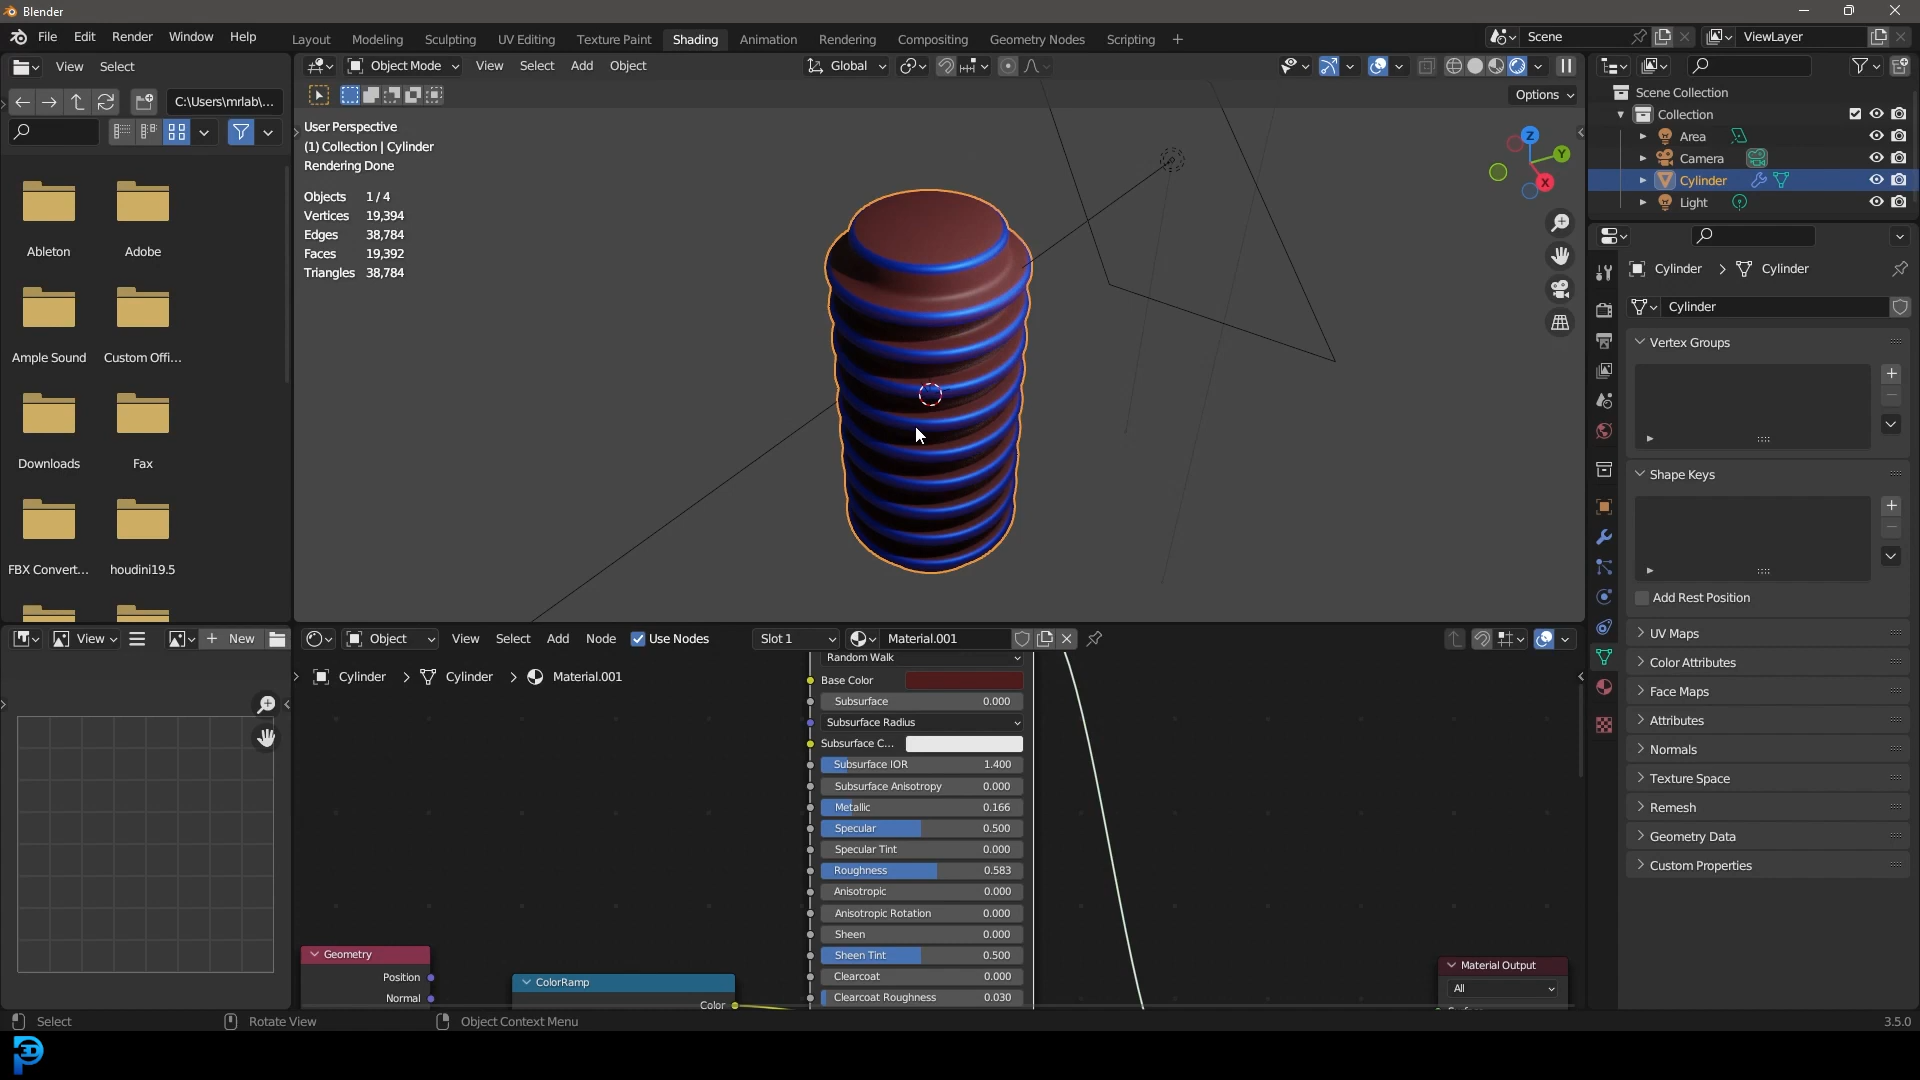 Blender
File Edit Render Window Help
Layout Modeling Sculpting UV Editing Texture Paint Shading Animation Rendering Compositing Geometry Nodes Scripting +
Scene
ViewLayer
View Select
Object Mode View Select Add Object
Global
C:\Users\mrlab\...
Options
User Perspective
(1) Collection | Cylinder
Rendering Done
Objects 1/4
Vertices 19,394
Edges 38,784
Faces 19,392
Triangles 38,784
Z
Y
X
Ableton
Adobe
Ample Sound
Custom Offi...
Downloads
Fax
FBX Convert...
houdini19.5
Scene Collection
Collection
Area
Camera
Cylinder
Light
Cylinder > Cylinder
Cylinder
Vertex Groups
Shape Keys
Add Rest Position
UV Maps
Color Attributes
Face Maps
Attributes
Normals
Texture Space
Remesh
Geometry Data
Custom Properties
View
New
Object View Select Add Node Use Nodes
Slot 1
Material.001
Cylinder > Cylinder > Material.001
Random Walk
Base Color
Subsurface 0.000
Subsurface Radius
Subsurface C...
Subsurface IOR 1.400
Subsurface Anisotropy 0.000
Metallic 0.166
Specular 0.500
Specular Tint 0.000
Roughness 0.583
Anisotropic 0.000
Anisotropic Rotation 0.000
Sheen 0.000
Sheen Tint 0.500
Clearcoat 0.000
Clearcoat Roughness 0.030
Geometry
Position
Normal
ColorRamp
Color
Material Output
All
Select
Rotate View
Object Context Menu
3.5.0
3D